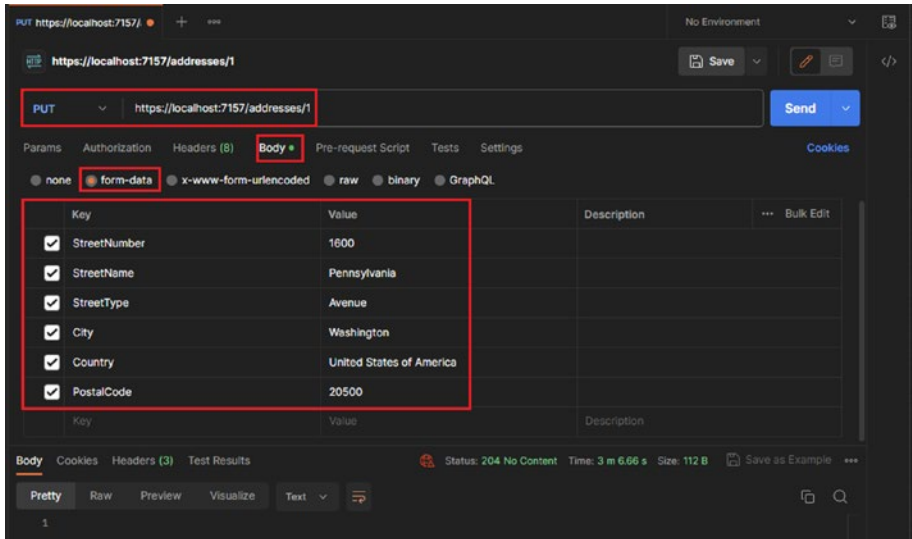 PUT https://localhost:7157/. No Environment
HTTP https://localhost:7157/addresses/1 Save
PUT https://localhost:7157/addresses/1 Send
Params Authorization Headers (8) Body Pre-request Script Tests Settings Cookies
none form-data x-www-form-urlencoded raw binary GraphQL
Key Value Description Bulk Edit
StreetNumber 1600
StreetName Pennsylvania
StreetType Avenue
City Washington
Country United States of America
PostalCode 20500
Key Value Description
Body Cookies Headers (3) Test Results Status: 204 No Content Time: 3 m 6.66 s Size: 112 B Save as Example
Pretty Raw Preview Visualize Text
1